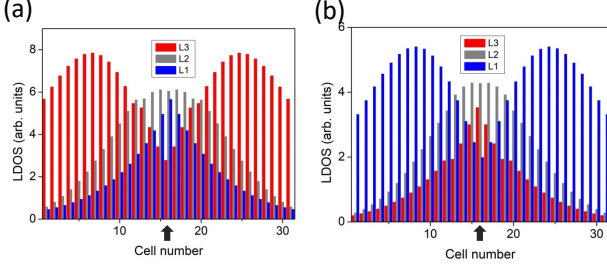 (a)
LDOS (arb. units)
8
6
4
2
0
L3
L2
L1
10
20
30
Cell number
(b)
LDOS (arb. units)
6
4
2
0
L3
L2
L1
10
20
30
Cell number